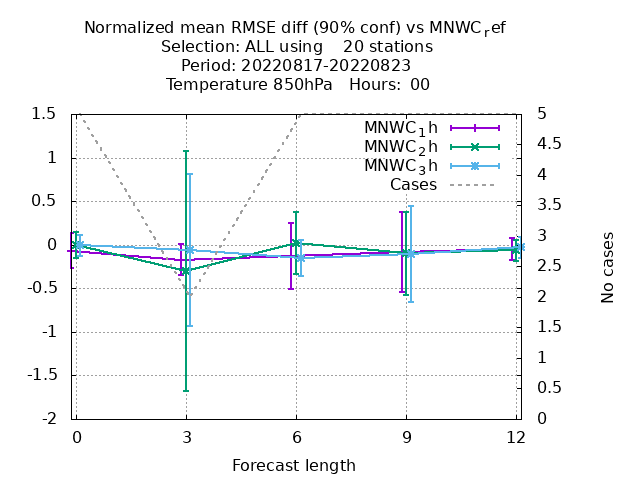 Normalized mean RMSE diff (90% conf) vs MNWC_ref
Selection: ALL using    20 stations
Period: 20220817-20220823
Temperature 850hPa   Hours:  00
MNWC_1h
MNWC_2h
MNWC_3h
Cases
1.5
1
0.5
0
-0.5
-1
-1.5
-2
5
4.5
4
3.5
3
2.5
2
1.5
1
0.5
0
No cases
0 3 6 9 12
Forecast length